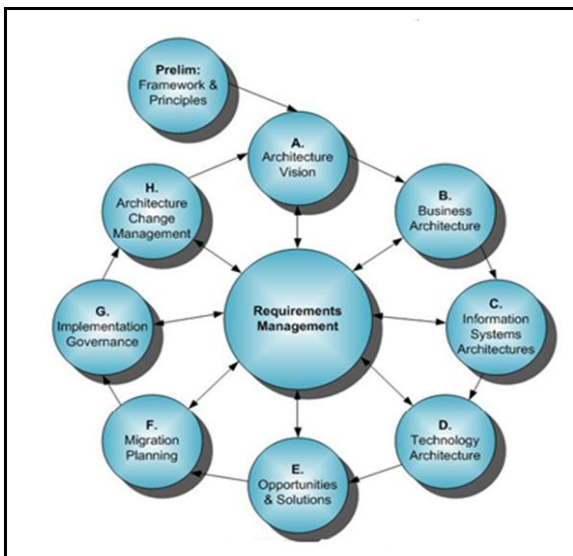 Prelim:
Framework &
Principles
A.
Architecture
Vision
B.
Business
Architecture
C.
Information
Systems
Architectures
D.
Technology
Architecture
E.
Opportunities
& Solutions
F.
Migration
Planning
G.
Implementation
Governance
H.
Architecture
Change
Management
Requirements
Management